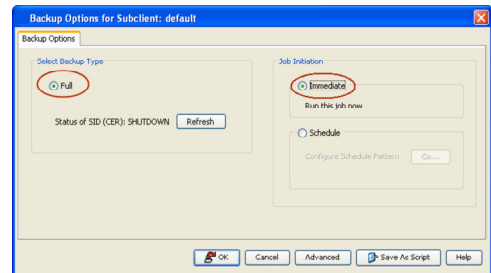 Backup Options for Subclient: default
Backup Options
Select Backup Type
Full
Status of SID (CER): SHUTDOWN
Refresh
Job Initiation
Immediate
Run this job now
Schedule
Configure Schedule Pattern
Co...
OK
Cancel
Advanced
Save As Script
Help